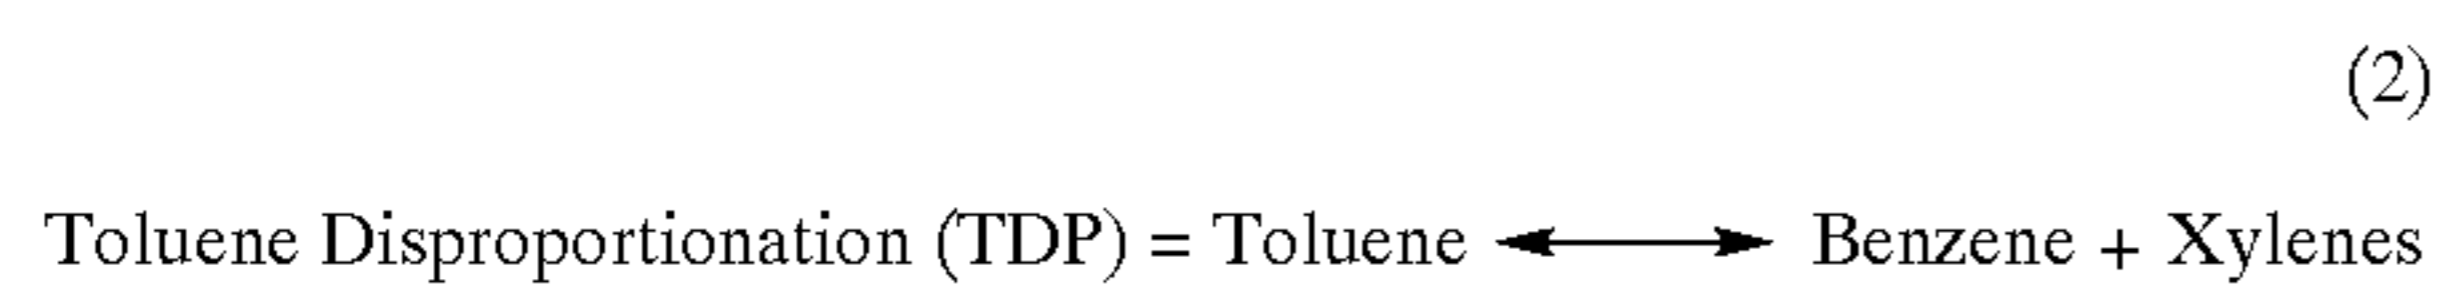 (2)
Toluene Disproportionation (TDP) = Toluene ⟷ Benzene + Xylenes